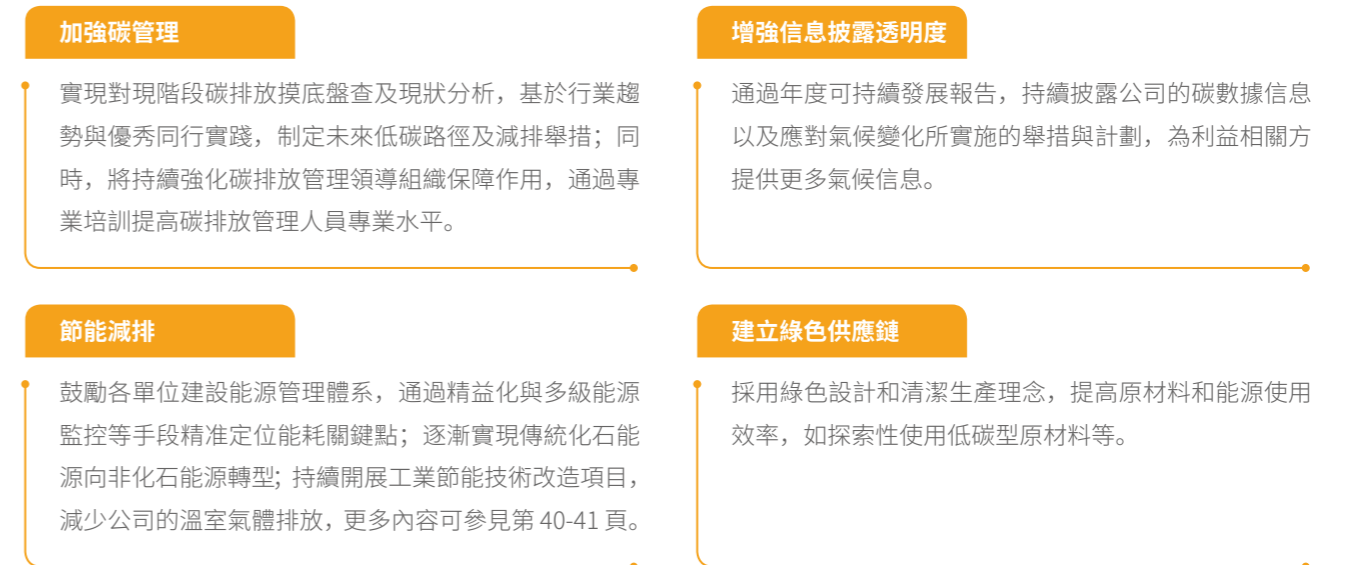 加強碳管理
實現對現階段碳排放摸底盤查及現狀分析，基於行業趨
勢與優秀同行實踐，制定未來低碳路徑及減排舉措；同
時，將持續強化碳排放管理領導組織保障作用，通過專
業培訓提高碳排放管理人員專業水平。
增強信息披露透明度
通過年度可持續發展報告，持續披露公司的碳數據信息
以及應對氣候變化所實施的舉措與計劃，為利益相關方
提供更多氣候信息。
節能減排
鼓勵各單位建設能源管理體系，通過精益化與多級能源
監控等手段精准定位能耗關鍵點；逐漸實現傳統化石能
源向非化石能源轉型；持續開展工業節能技術改造項目，
減少公司的溫室氣體排放，更多內容可參見第 40-41 頁。
建立綠色供應鏈
採用綠色設計和清潔生產理念，提高原材料和能源使用
效率，如探索性使用低碳型原材料等。